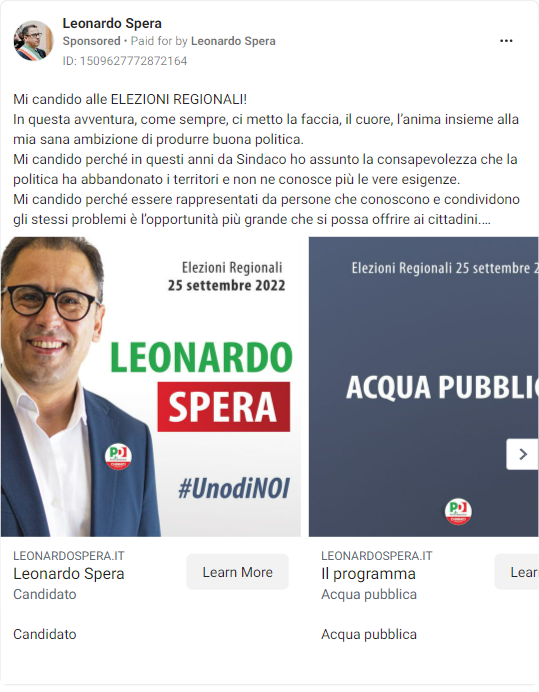 Leonardo Spera
Sponsored • Paid for by Leonardo Spera
ID: 1509627772872164
Mi candido alle ELEZIONI REGIONALI!
In questa avventura, come sempre, ci metto la faccia, il cuore, l'anima insieme alla
mia sana ambizione di produrre buona politica.
Mi candido perché in questi anni da Sindaco ho assunto la consapevolezza che la
politica ha abbandonato i territori e non ne conosce più le vere esigenze.
Mi candido perché essere rappresentati da persone che conoscono e condividono
gli stessi problemi è l'opportunità più grande che si possa offrire ai cittadini....
Elezioni Regionali
25 settembre 2022
LEONARDO
SPERA
PD
#UnodiNOI
Elezioni Regionali 25 settembre 2
ACQUA PUBBLIC
PD
LEONARDOSPERA.IT
Leonardo Spera
Candidato
Learn More
Candidato
LEONARDOSPERA.IT
Il programma
Acqua pubblica
Lear
Acqua pubblica